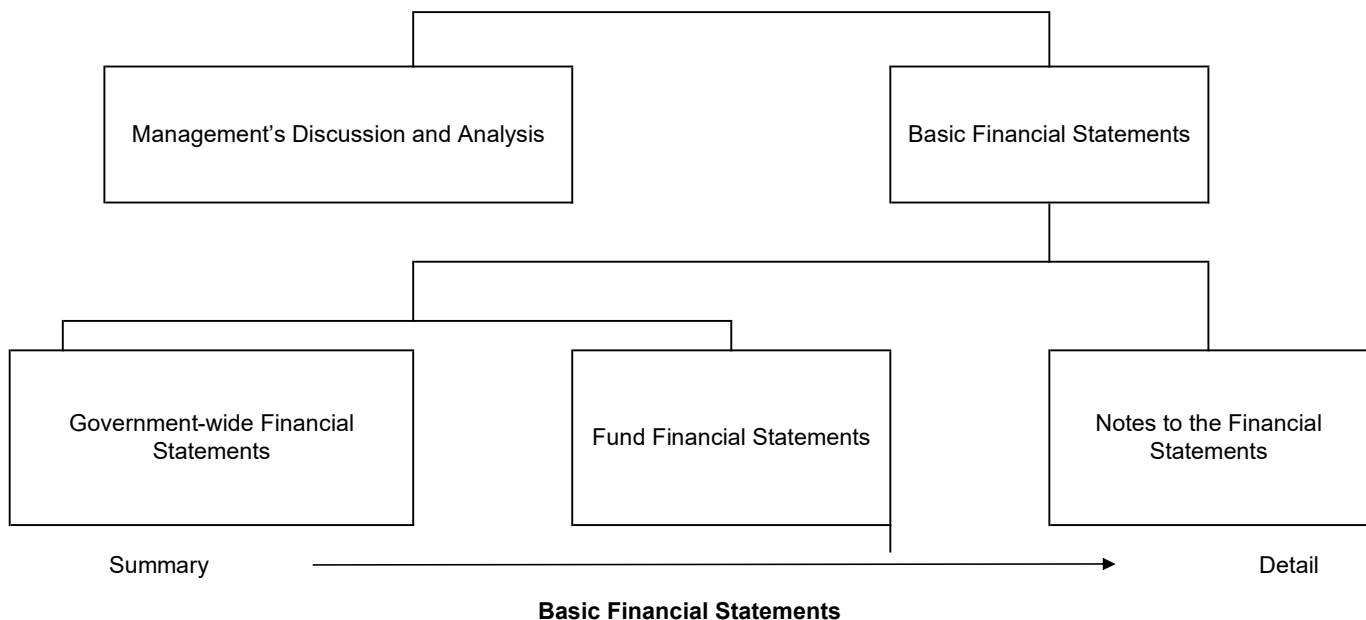 Management’s Discussion and Analysis
Basic Financial Statements
Government-wide Financial
Statements
Fund Financial Statements
Notes to the Financial
Statements
Summary
Detail
Basic Financial Statements